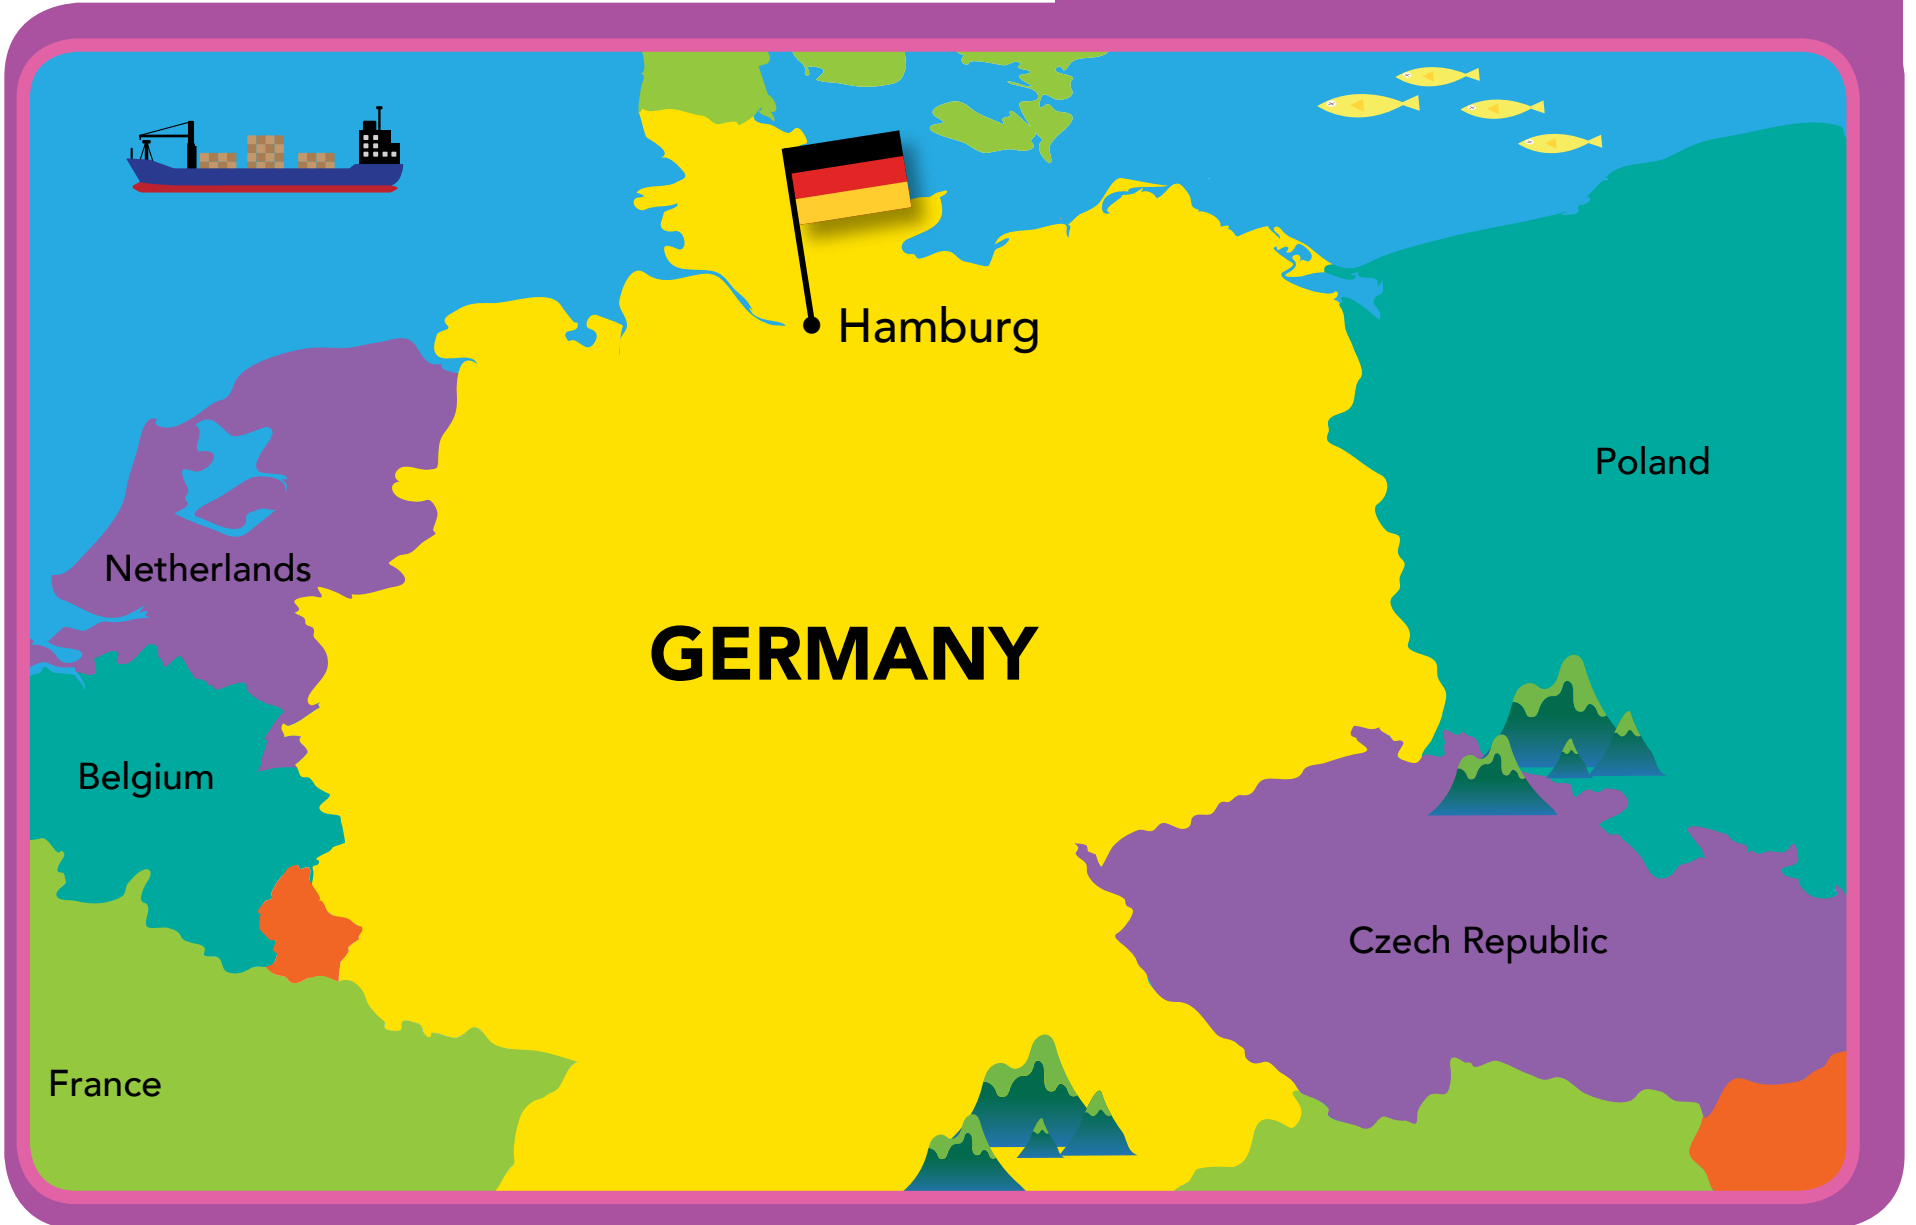 Hamburg
Poland
Netherlands
GERMANY
Belgium
Czech Republic
France